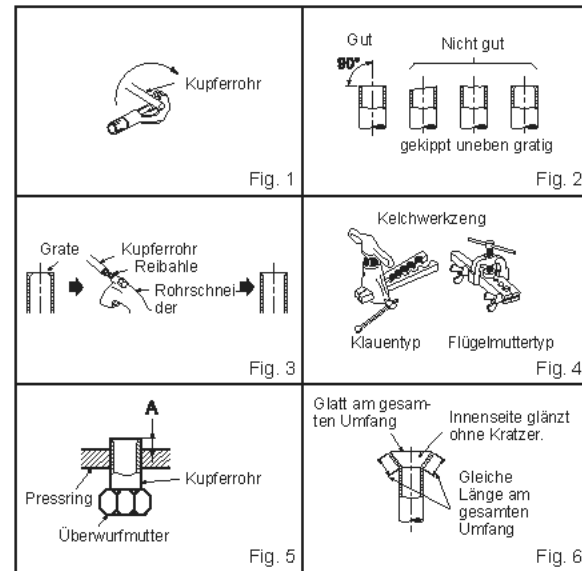 Kupferrohr
Fig. 1
Gut
Nicht gut
90°
gekippt uneben gratig
Fig. 2
Grate
Kupferrohr
Reibahle
Rohrschnei-
der
Fig. 3
Kelchwerkzeng
Klauentyp
Flügelmuttertyp
Fig. 4
A
Kupferrohr
Pressring
Überwurfmutter
Fig. 5
Glatt am gesam-
ten Umfang
Innenseite glänzt
ohne Kratzer.
Gleiche
Länge am
gesamten
Umfang
Fig. 6